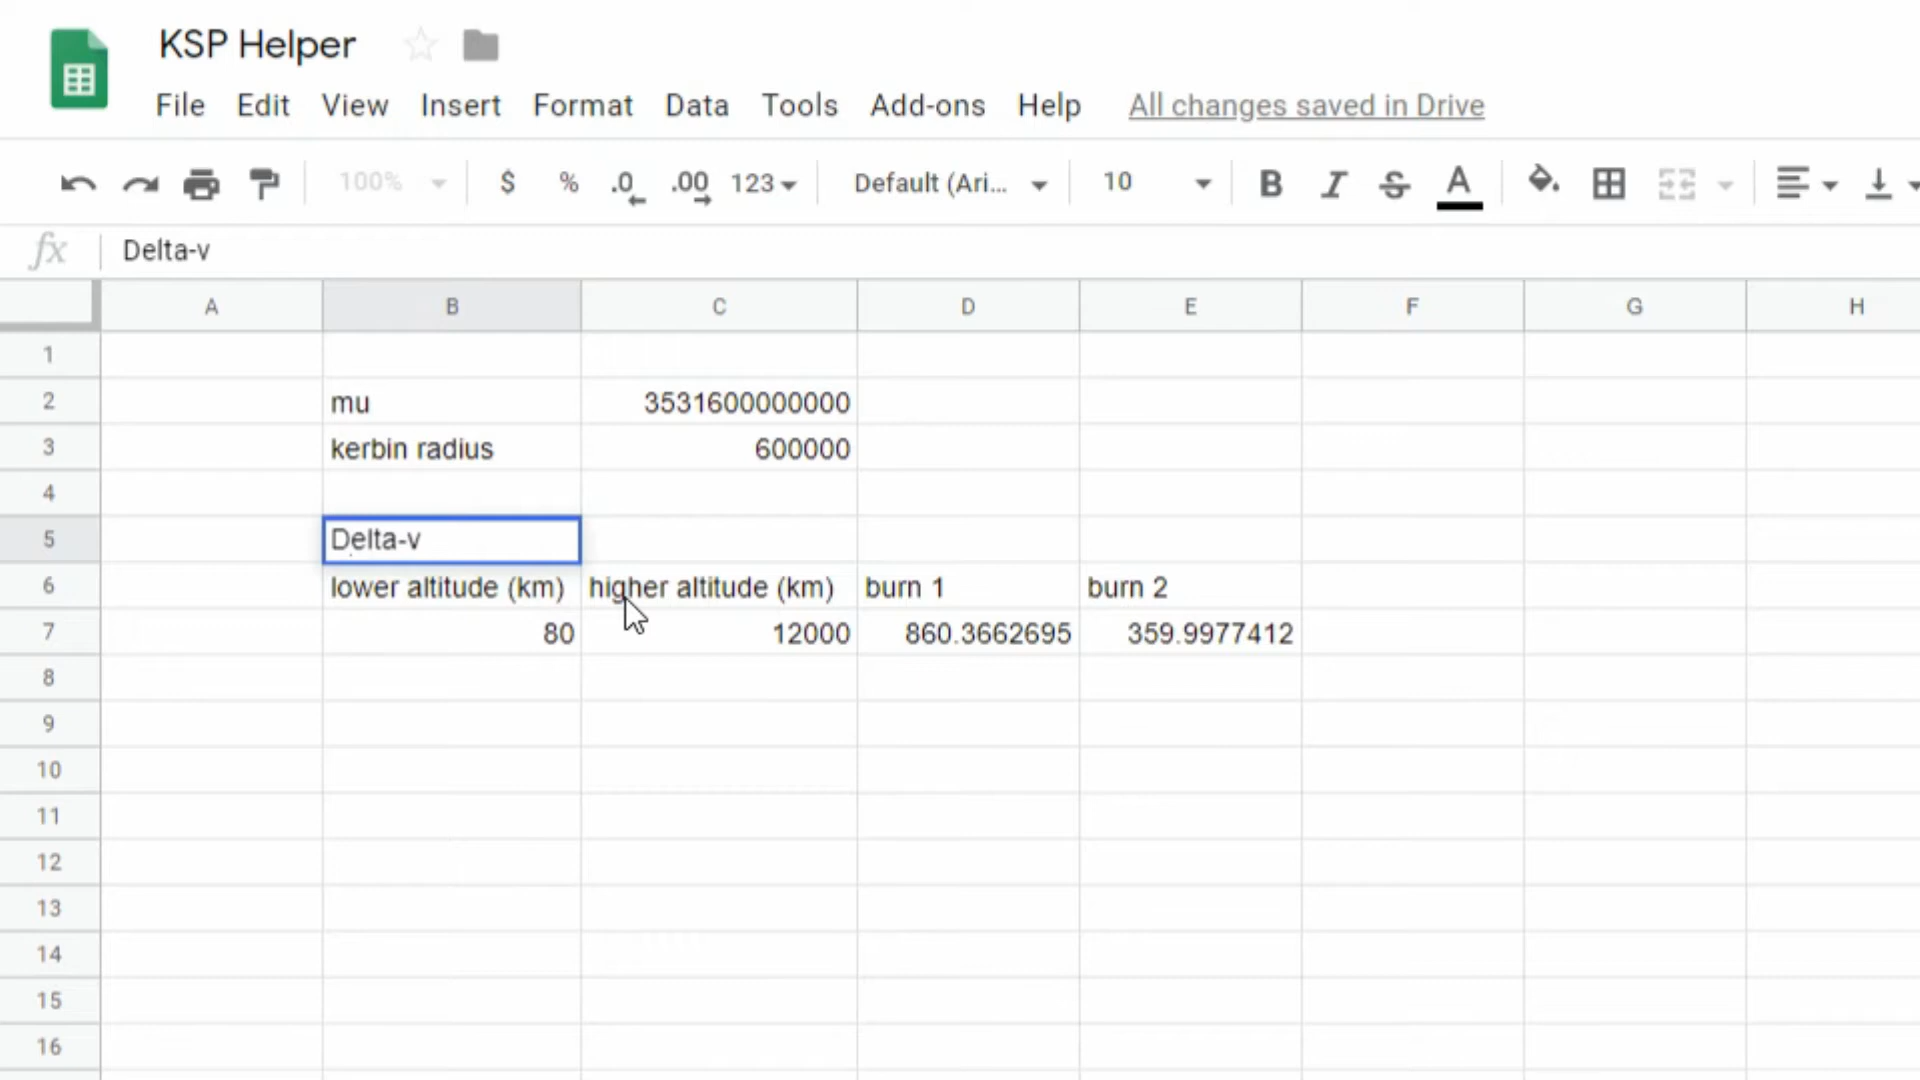 KSP Helper
File Edit View Insert Format Data Tools Add-ons Help All changes saved in Drive
100% $ % .0 .00 123 Default (Ari... 10 B I S A
fx Delta-v
A B C D E F G H
1
2 mu 3531600000000
3 kerbin radius 600000
4
5 Delta-v
6 lower altitude (km) higher altitude (km) burn 1 burn 2
7 80 12000 860.3662695 359.9977412
8
9
10
11
12
13
14
15
16